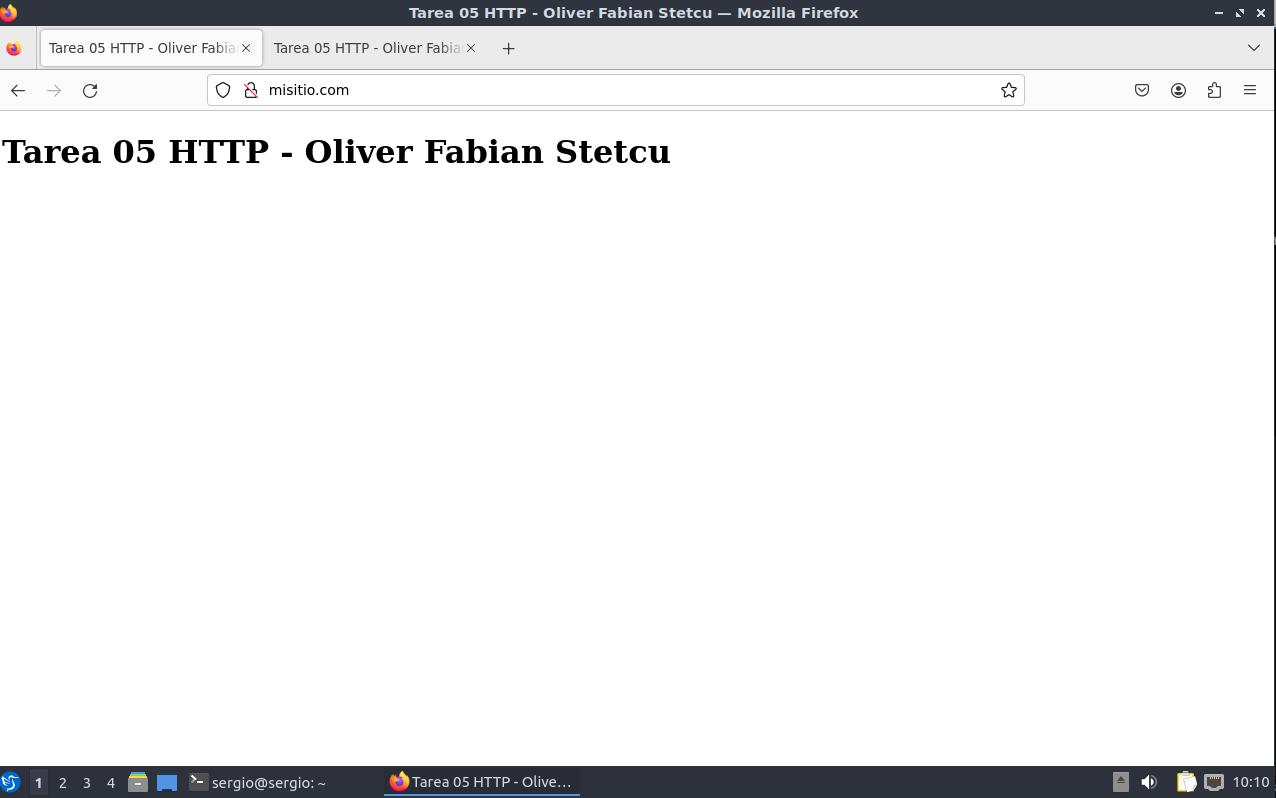 Tarea 05 HTTP - Oliver Fabian Stetcu — Mozilla Firefox
Tarea 05 HTTP - Oliver Fabia
Tarea 05 HTTP - Oliver Fabia
misitio.com
Tarea 05 HTTP - Oliver Fabian Stetcu
1 2 3 4 sergio@sergio: ~ Tarea 05 HTTP - Olive... 10:10